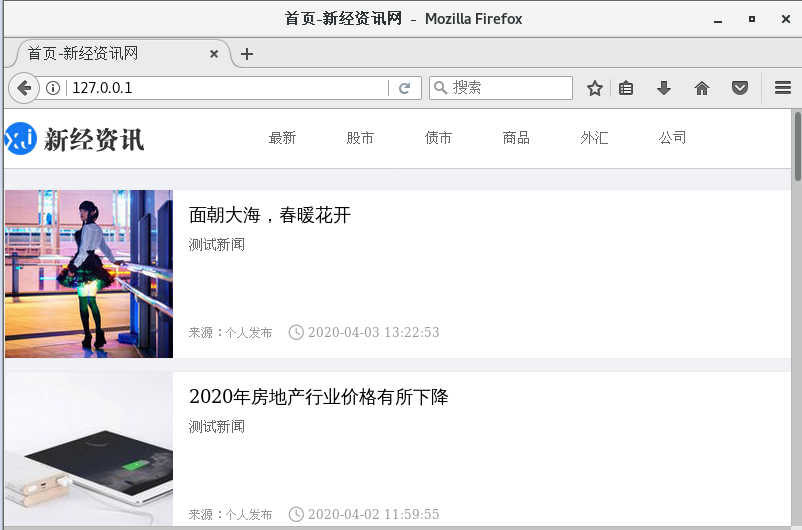 首页-新经资讯网 - Mozilla Firefox
首页-新经资讯网
127.0.0.1
搜索
xj 新经资讯
最新 股市 债市 商品 外汇 公司
面朝大海，春暖花开
测试新闻
来源：个人发布 2020-04-03 13:22:53
2020年房地产行业价格有所下降
测试新闻
来源：个人发布 2020-04-02 11:59:55